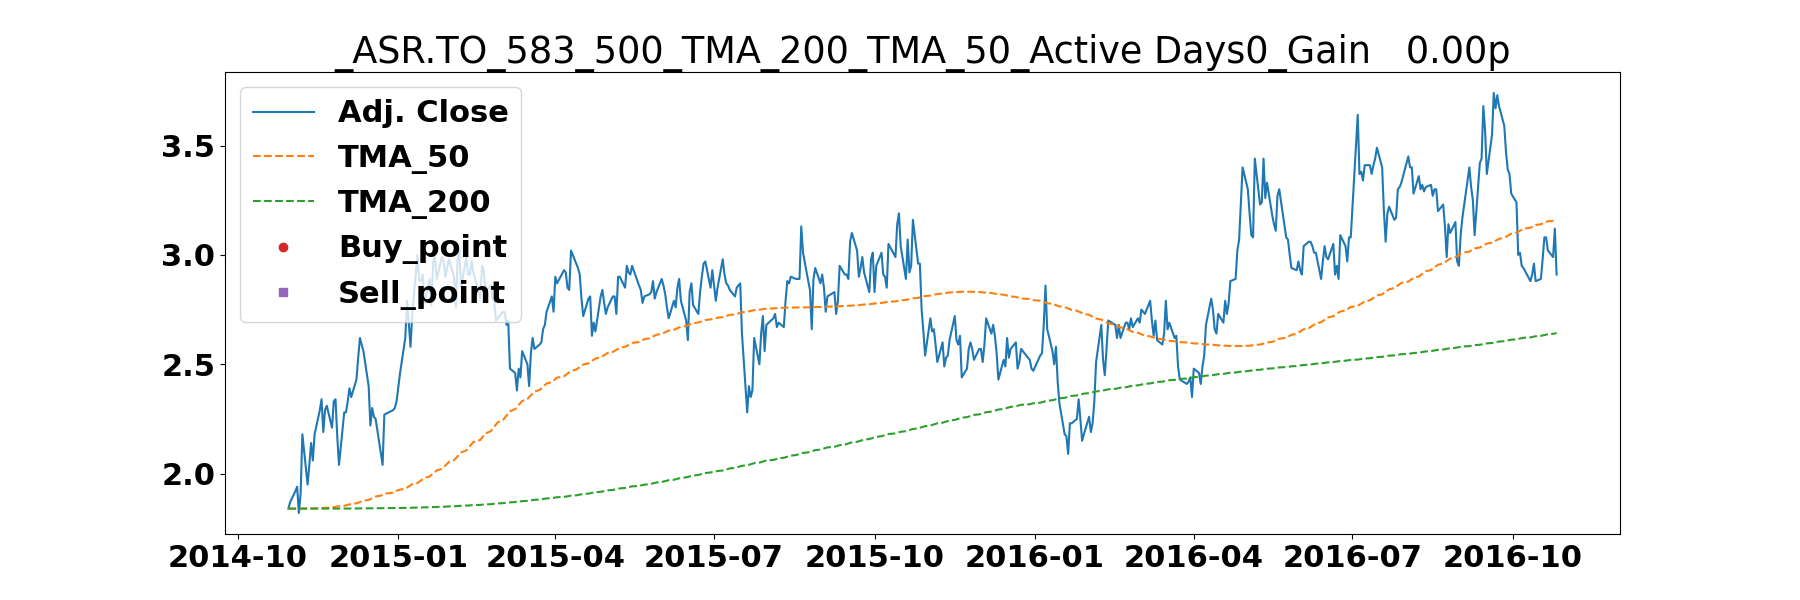 _ASR.TO_583_500_TMA_200_TMA_50_Active Days0_Gain   0.00p
Adj. Close
TMA_50
TMA_200
Buy_point
Sell_point
3.5
3.0
2.5
2.0
2014-10 2015-01 2015-04 2015-07 2015-10 2016-01 2016-04 2016-07 2016-10